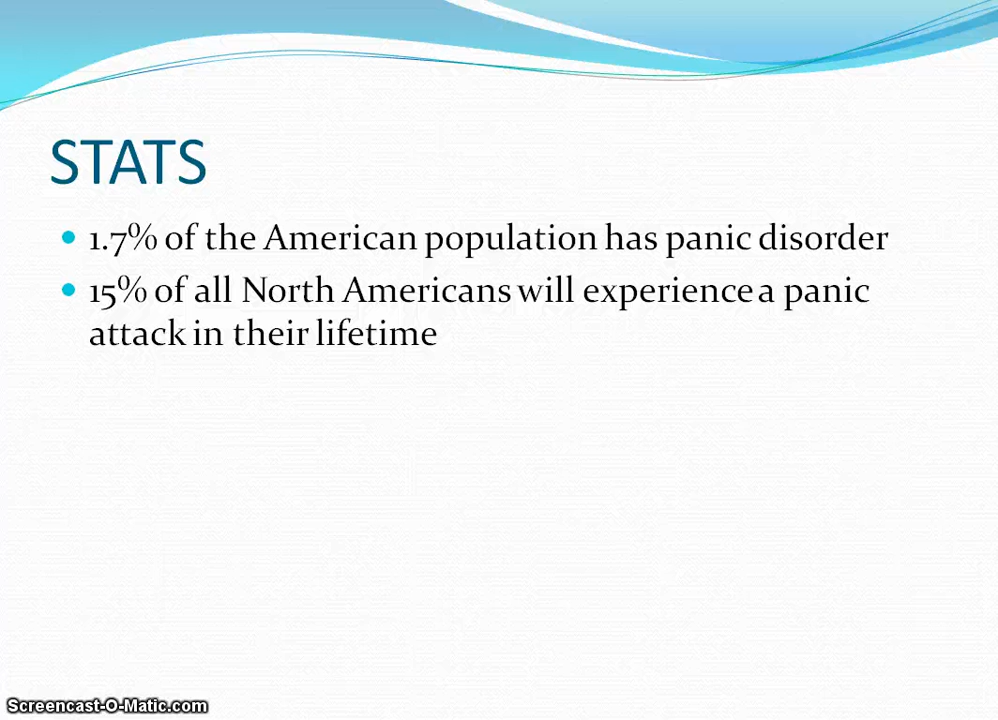 STATS
1.7% of the American population has panic disorder
15% of all North Americans will experience a panic
attack in their lifetime
Screencast-O-Matic.com